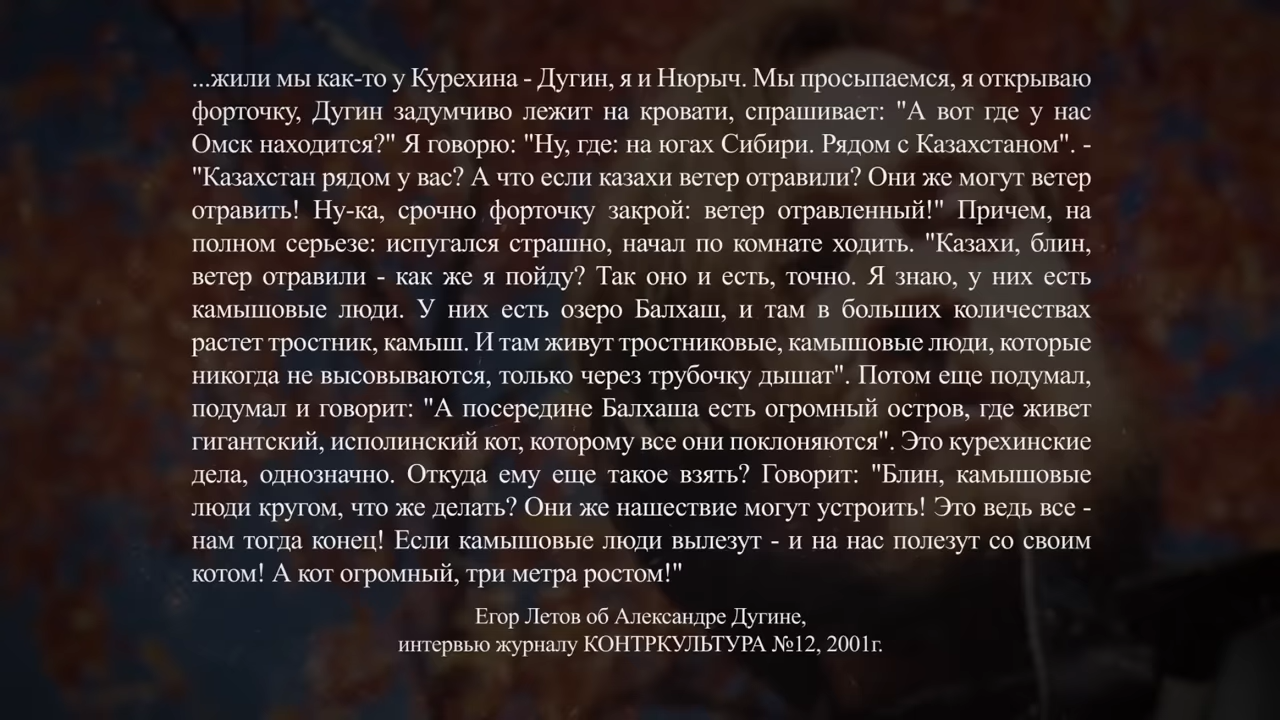 ...жили мы как-то у Курехина - Дугин, я и Нюрыч. Мы просыпаемся, я открываю
форточку, Дугин задумчиво лежит на кровати, спрашивает: "А вот где у нас
Омск находится?" Я говорю: "Ну, где: на югах Сибири. Рядом с Казахстаном". -
"Казахстан рядом у вас? А что если казахи ветер отравили? Они же могут ветер
отравить! Ну-ка, срочно форточку закрой: ветер отравленный!" Причем, на
полном серьезе: испугался страшно, начал по комнате ходить. "Казахи, блин,
ветер отравили - как же я пойду? Так оно и есть, точно. Я знаю, у них есть
камышовые люди. У них есть озеро Балхаш, и там в больших количествах
растет тростник, камыш. И там живут тростниковые, камышовые люди, которые
никогда не высовываются, только через трубочку дышат". Потом еще подумал,
подумал и говорит: "А посередине Балхаша есть огромный остров, где живет
гигантский, исполинский кот, которому все они поклоняются". Это курехинские
дела, однозначно. Откуда ему еще такое взять? Говорит: "Блин, камышовые
люди кругом, что же делать? Они же нашествие могут устроить! Это ведь все -
нам тогда конец! Если камышовые люди вылезут - и на нас полезут со своим
котом! А кот огромный, три метра ростом!"
Егор Летов об Александре Дугине,
интервью журналу КОНТРКУЛЬТУРА №12, 2001г.